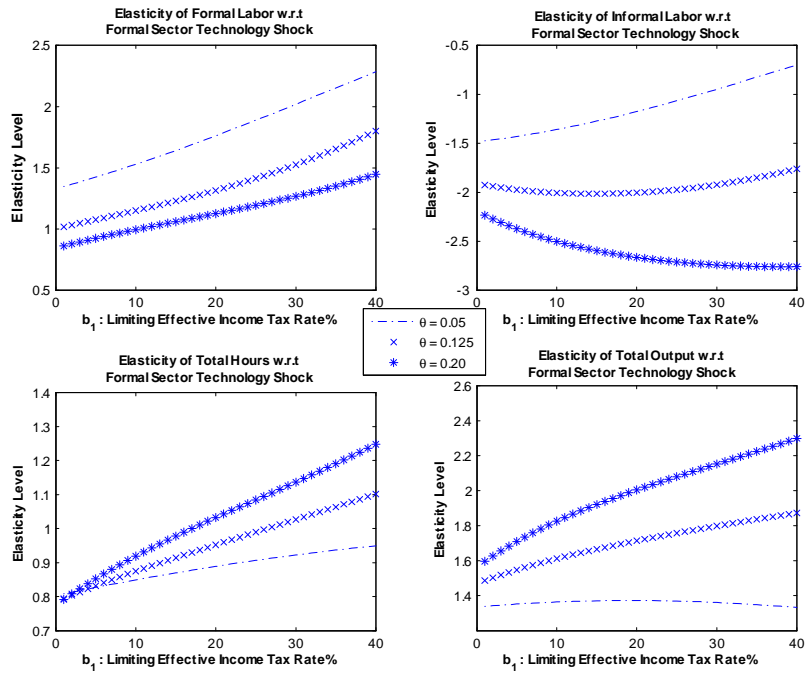 Elasticity of Formal Labor w.r.t
Formal Sector Technology Shock
2.5
2
1.5
1
0.5
0
10
20
30
40
Elasticity Level
b1 : Limiting Effective Income Tax Rate%
Elasticity of Informal Labor w.r.t
Formal Sector Technology Shock
-0.5
-1
-1.5
-2
-2.5
-3
0
10
20
30
40
Elasticity Level
b1 : Limiting Effective Income Tax Rate%
θ = 0.05
θ = 0.125
θ = 0.20
Elasticity of Total Hours w.r.t
Formal Sector Technology Shock
1.4
1.3
1.2
1.1
1
0.9
0.8
0.7
0
10
20
30
40
Elasticity Level
b1 : Limiting Effective Income Tax Rate%
Elasticity of Total Output w.r.t
Formal Sector Technology Shock
2.6
2.4
2.2
2
1.8
1.6
1.4
0
10
20
30
40
Elasticity Level
b1 : Limiting Effective Income Tax Rate%